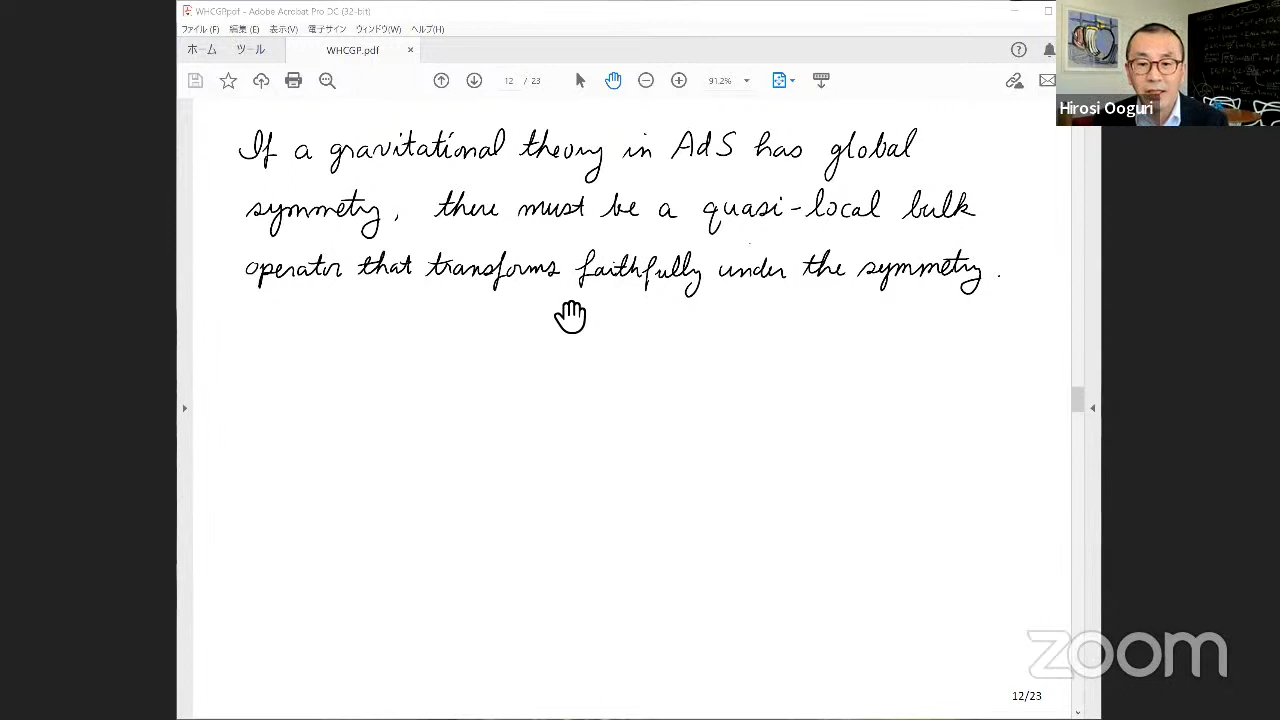 WHCGP.pdf - Adobe Acrobat Pro DC (32-bit)
ファイル(F) 編集(E) 表示(V) 電子サイン ウィンドウ(W) ヘルプ(H)
ホーム ツール WHCGP.pdf ×
12 / 23 91.2%
Hirosi Ooguri
If a gravitational theory in AdS has global
symmetry, there must be a quasi-local bulk
operator that transforms faithfully under the symmetry.
zoom
12/23